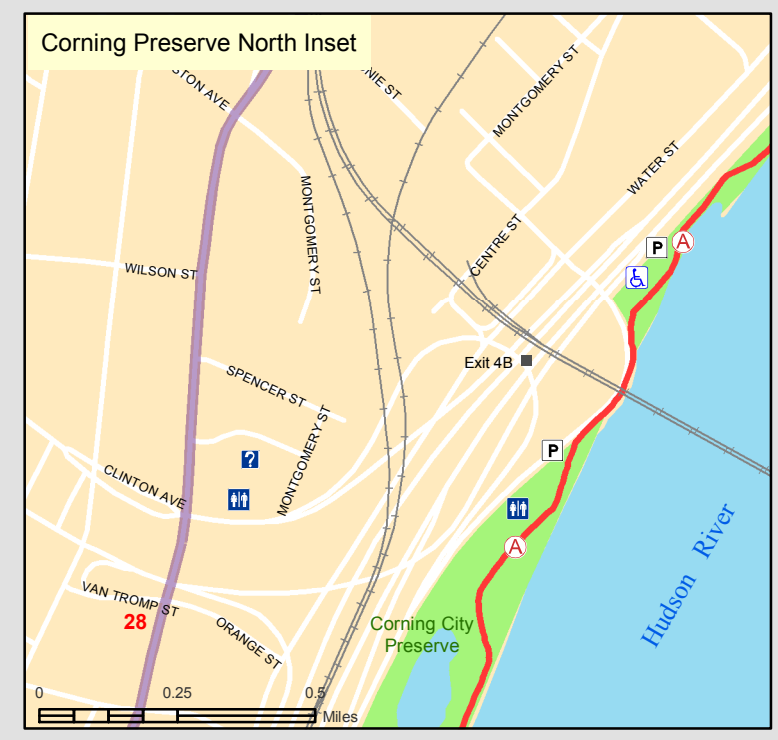 Corning Preserve North Inset
STON AVE
NIE ST
MONTGOMERY ST
WATER ST
MONTGOMERY ST
CENTRE ST
P
A
WILSON ST
Exit 4B
SPENCER ST
MONTGOMERY ST
P
?
CLINTON AVE
A
Hudson River
VAN TROMP ST
28
ORANGE ST
Corning City
Preserve
0 0.25 0.5
Miles